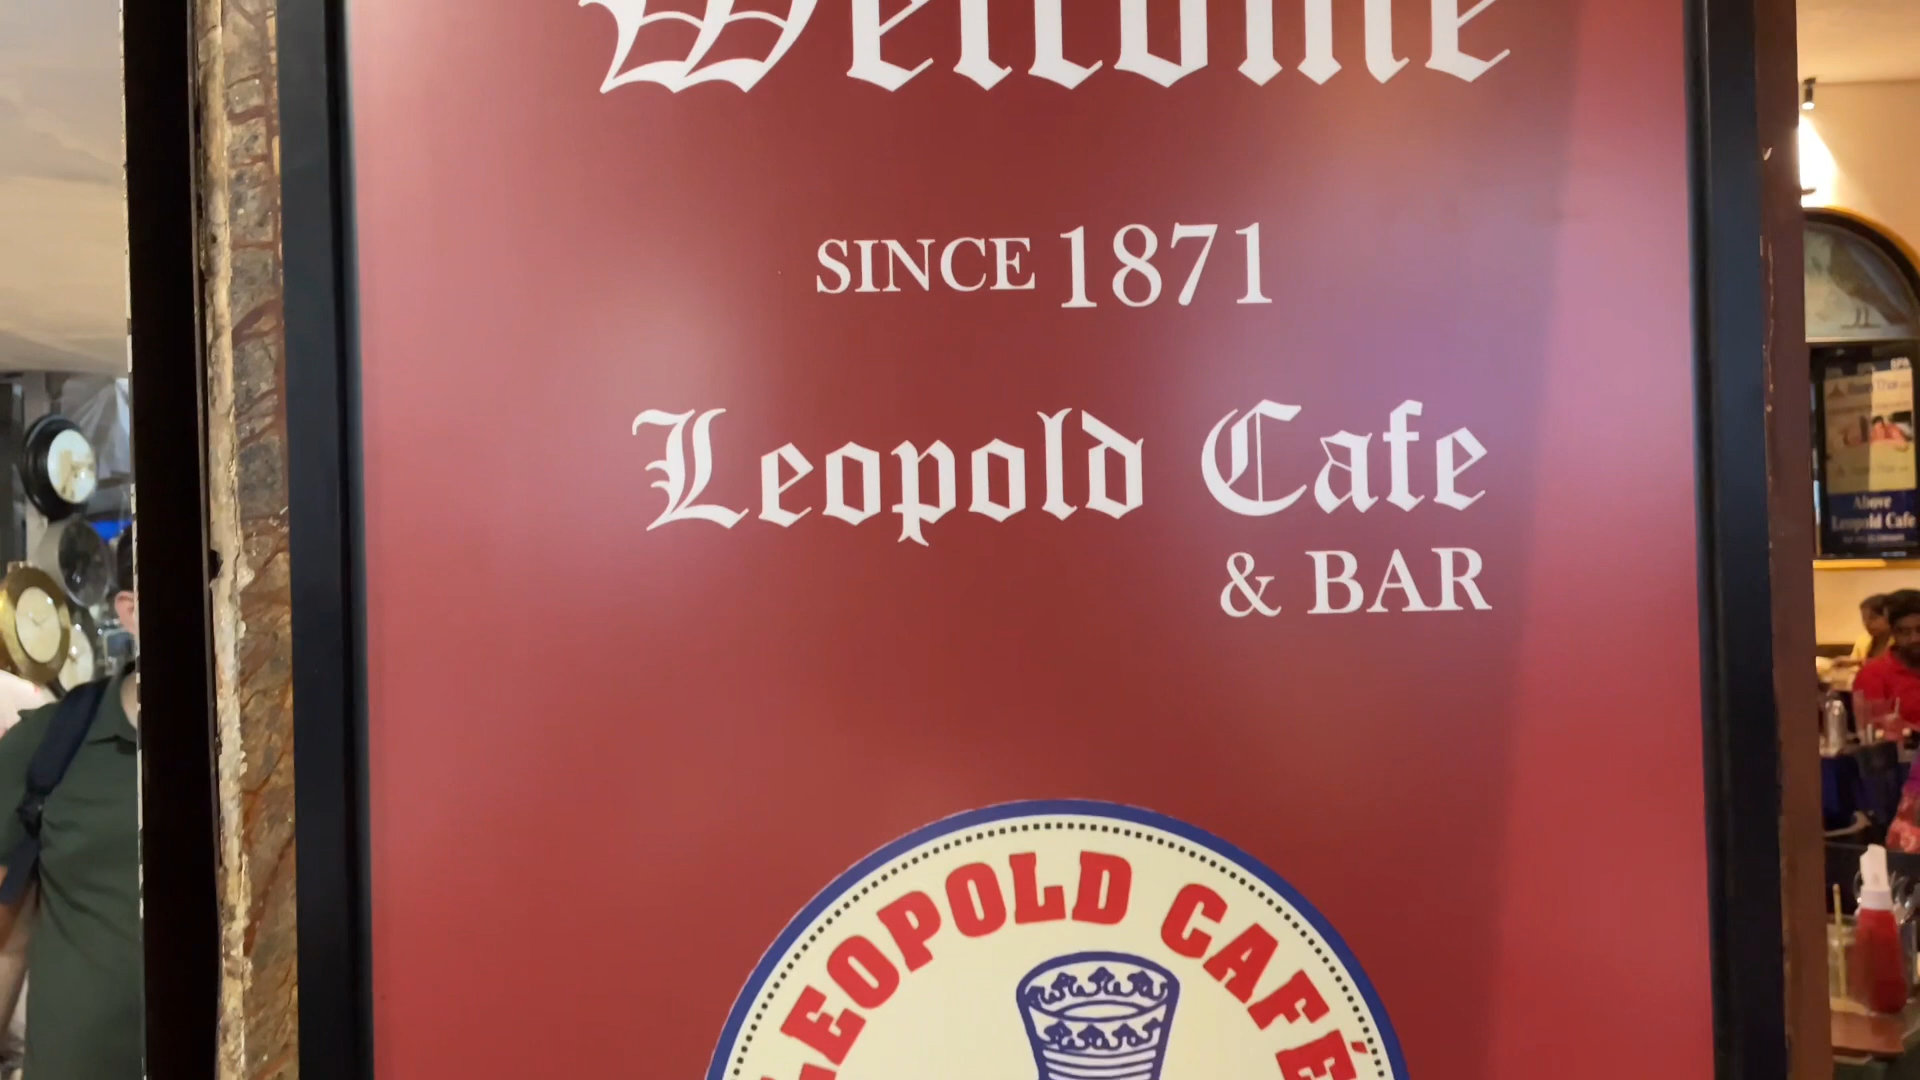 Welcome
SINCE 1871
Leopold Cafe
& BAR
LEOPOLD CAFÉ
Above
Leopold Cafe